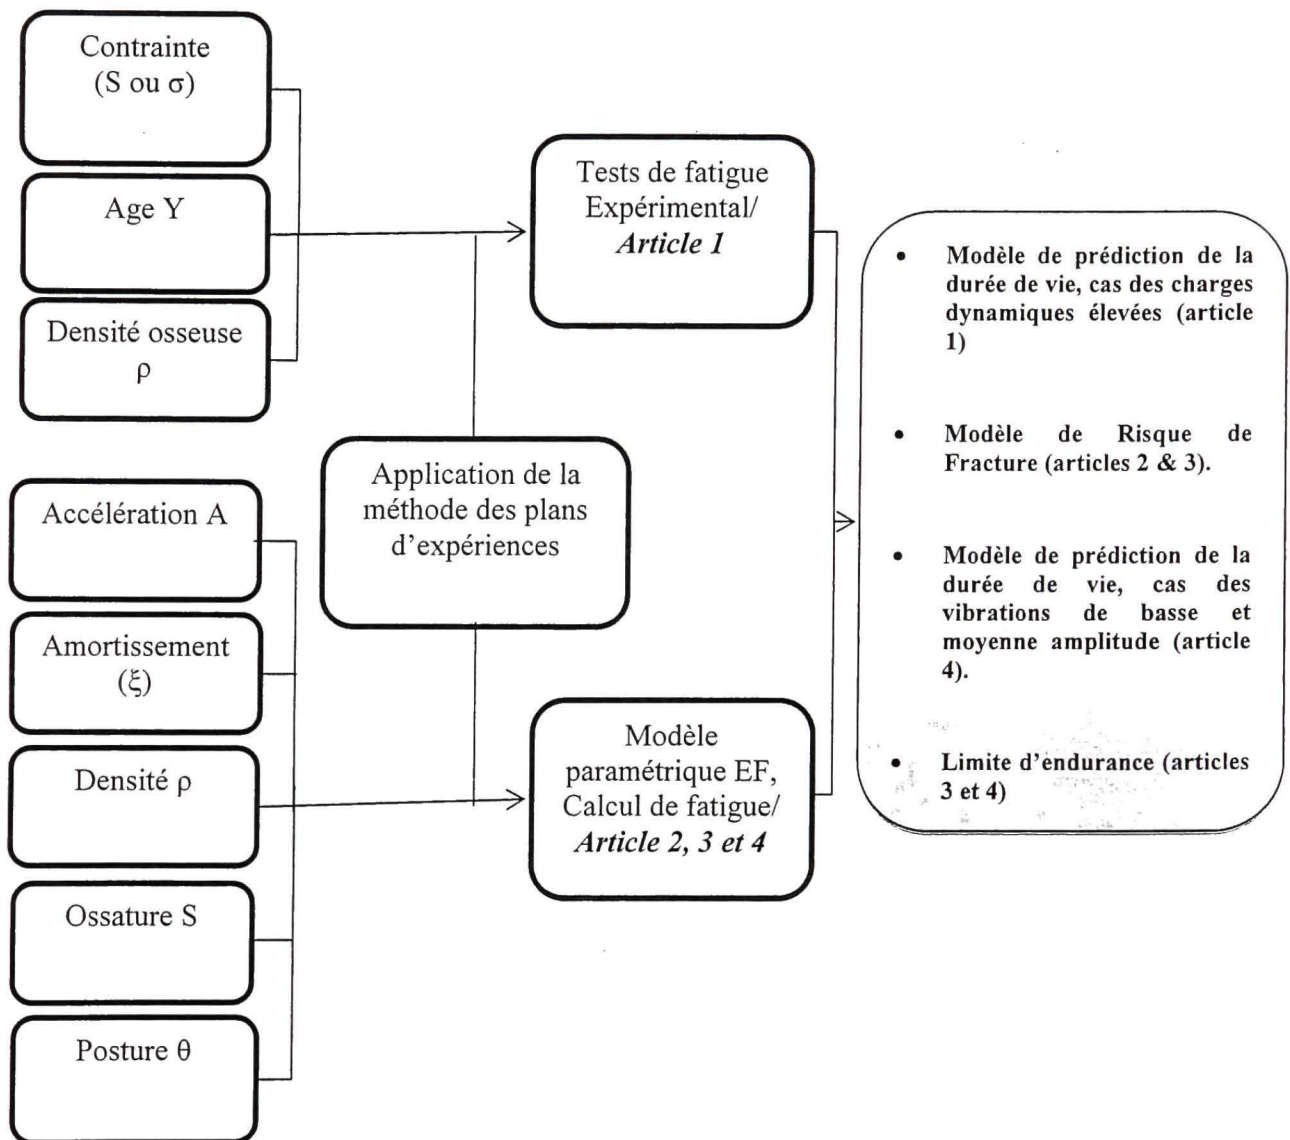 Contrainte
(S ou σ)
Age Y
Densité osseuse
ρ
Accélération A
Amortissement
(ξ)
Densité ρ
Ossature S
Posture θ
Application de la
méthode des plans
d’expériences
Tests de fatigue
Expérimental/
Article 1
Modèle
paramétrique EF,
Calcul de fatigue/
Article 2, 3 et 4
• Modèle de prédiction de la
durée de vie, cas des charges
dynamiques élevées (article
1)
• Modèle de Risque de
Fracture (articles 2 & 3).
• Modèle de prédiction de la
durée de vie, cas des
vibrations de basse et
moyenne amplitude (article
4).
• Limite d’endurance (articles
3 et 4)